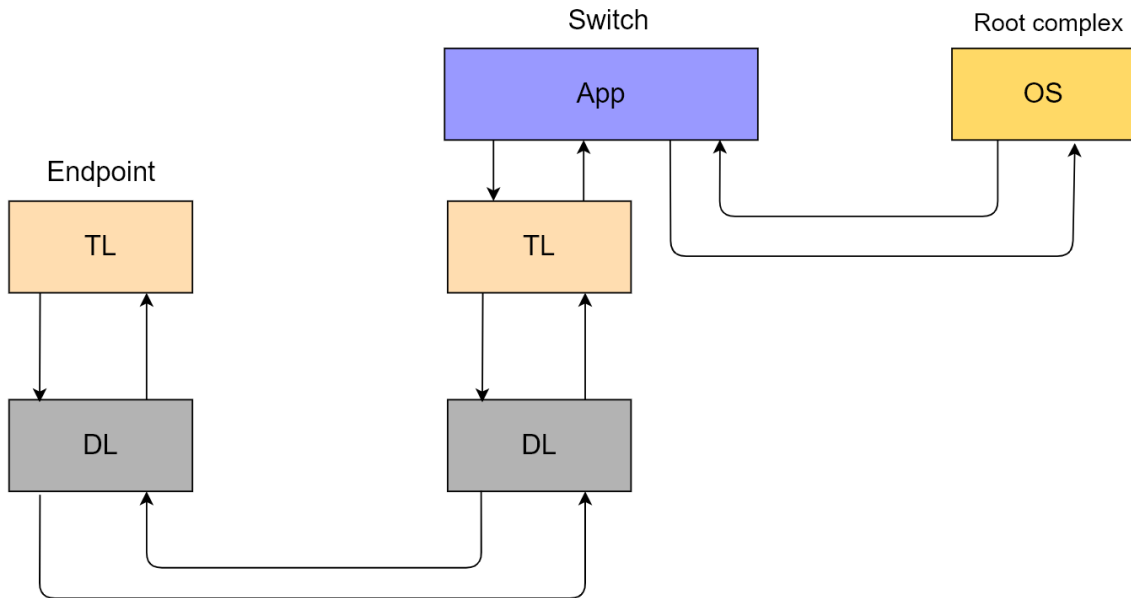 Switch
Root complex
App
OS
Endpoint
TL
TL
DL
DL